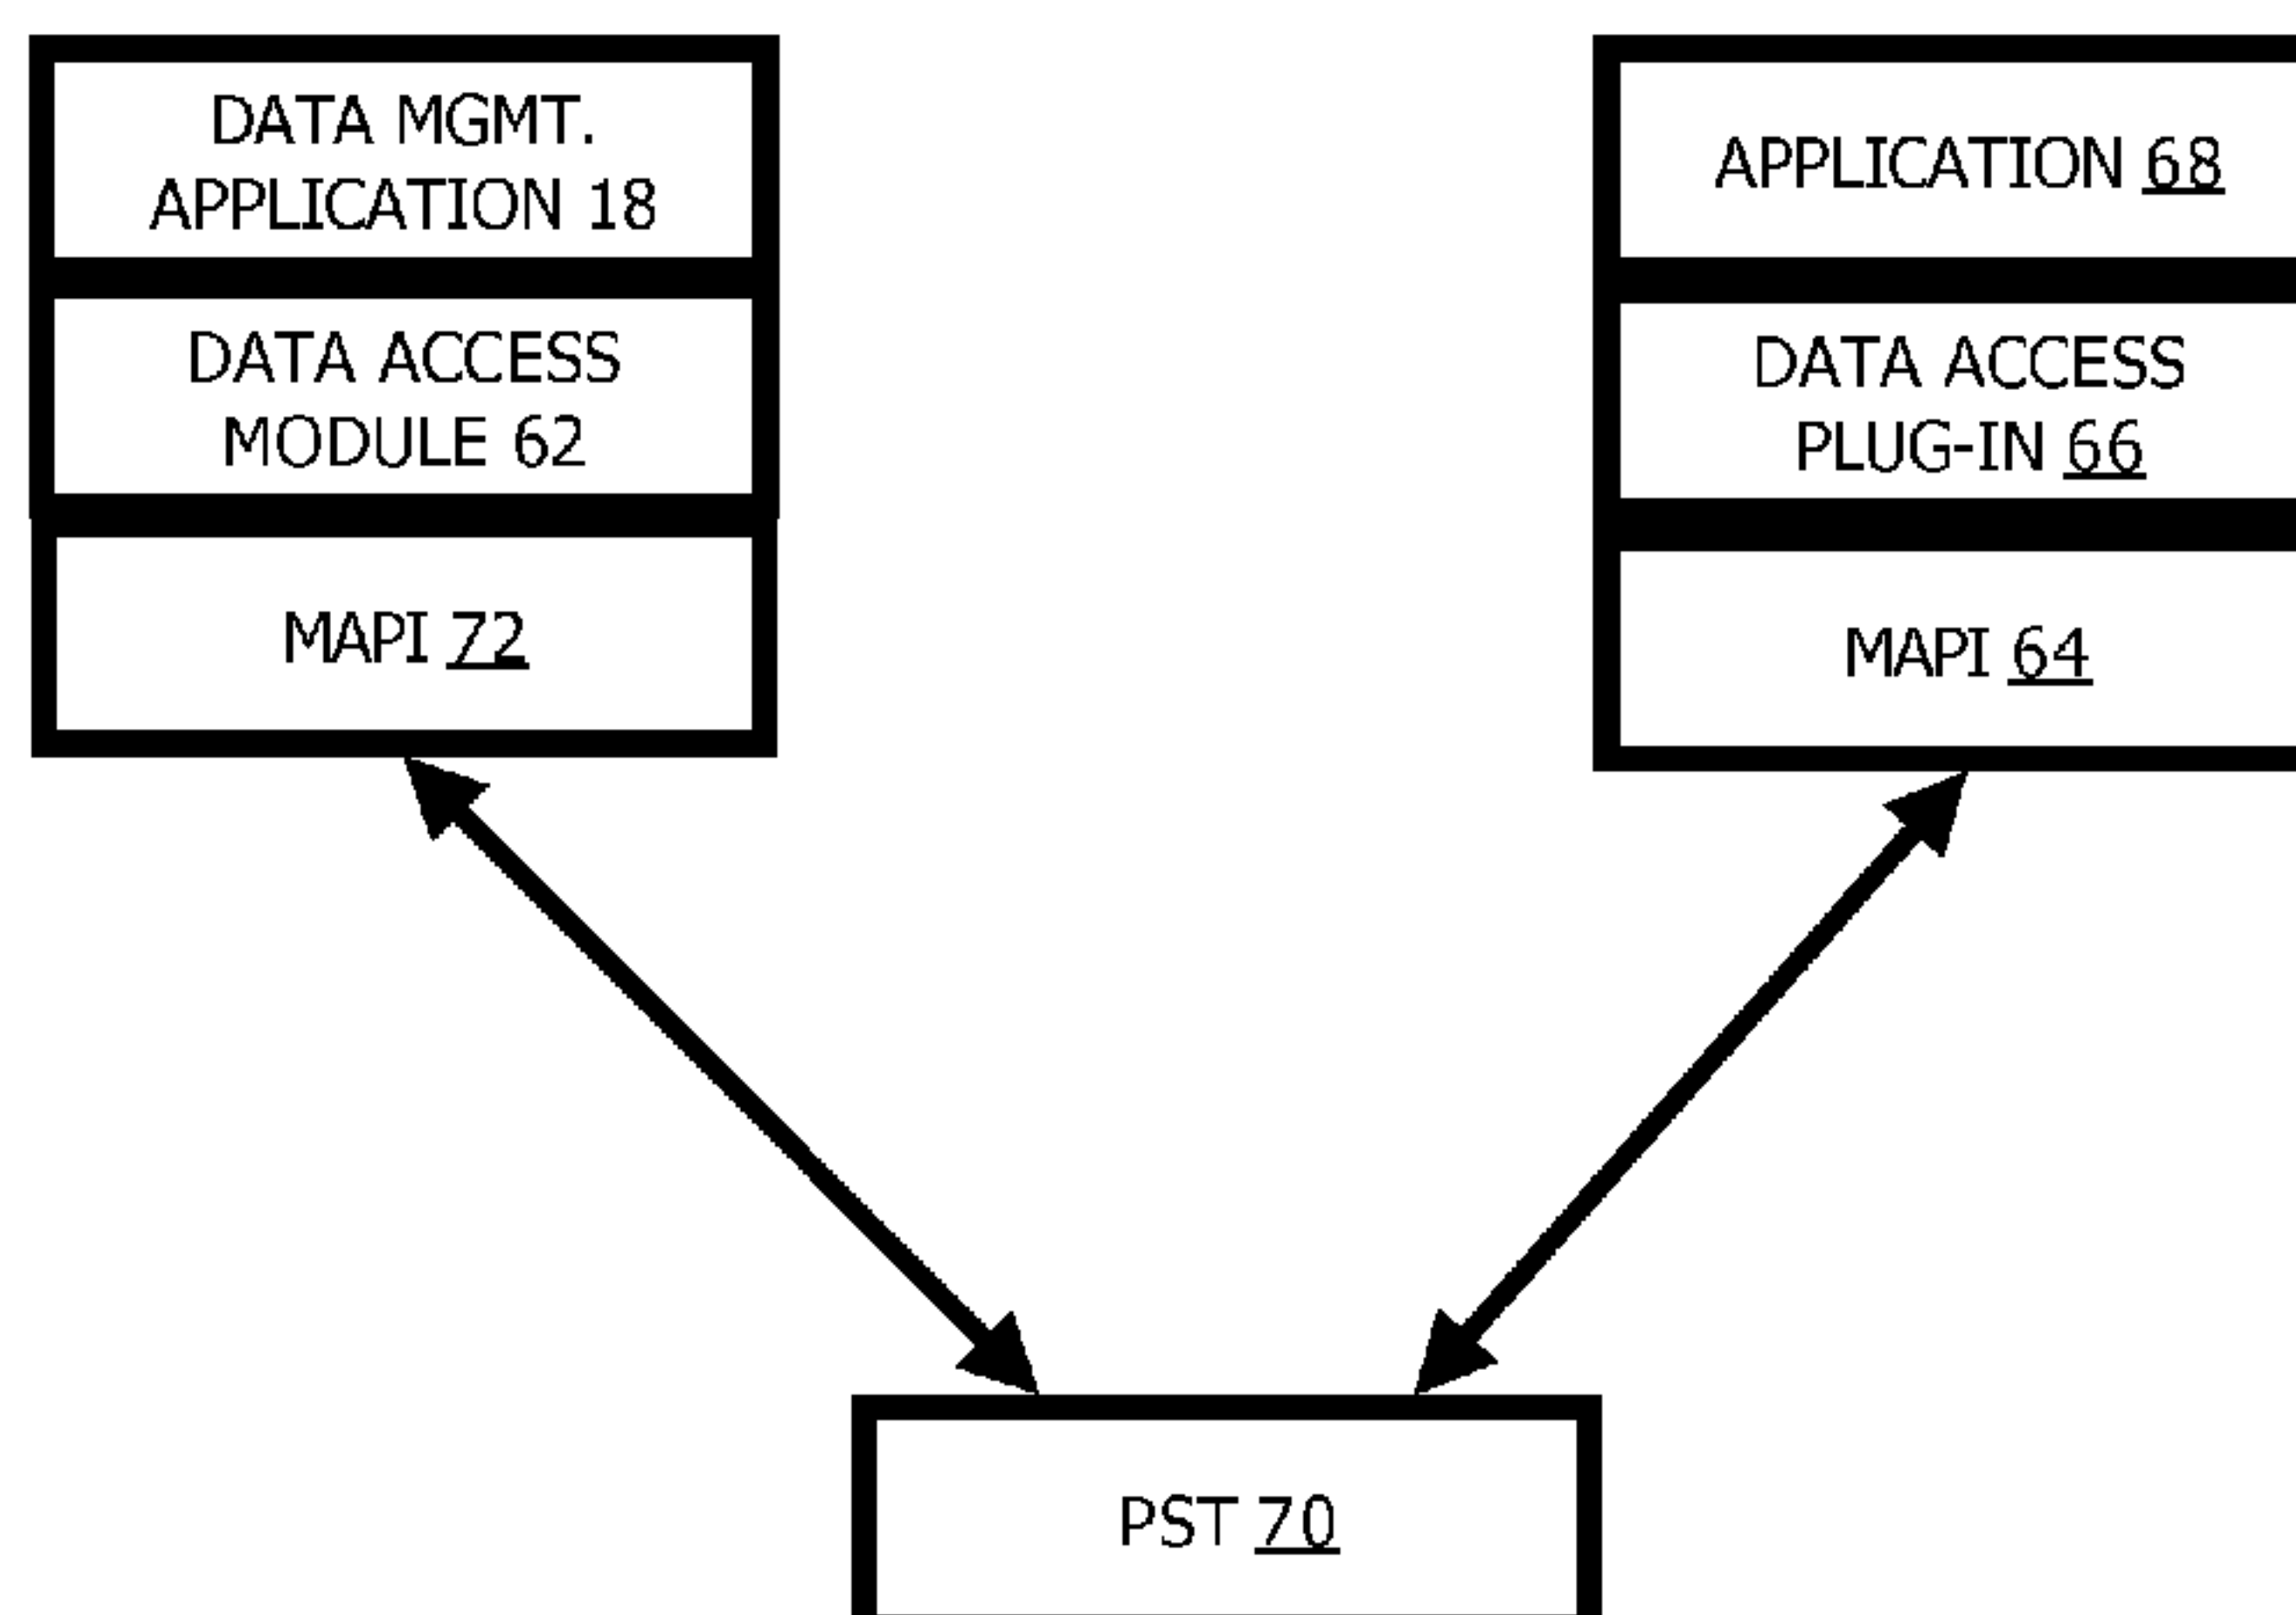 DATA MGMT.
APPLICATION 18
DATA ACCESS
MODULE 62
MAPI 72
APPLICATION 68
DATA ACCESS
PLUG-IN 66
MAPI 64
PST 70